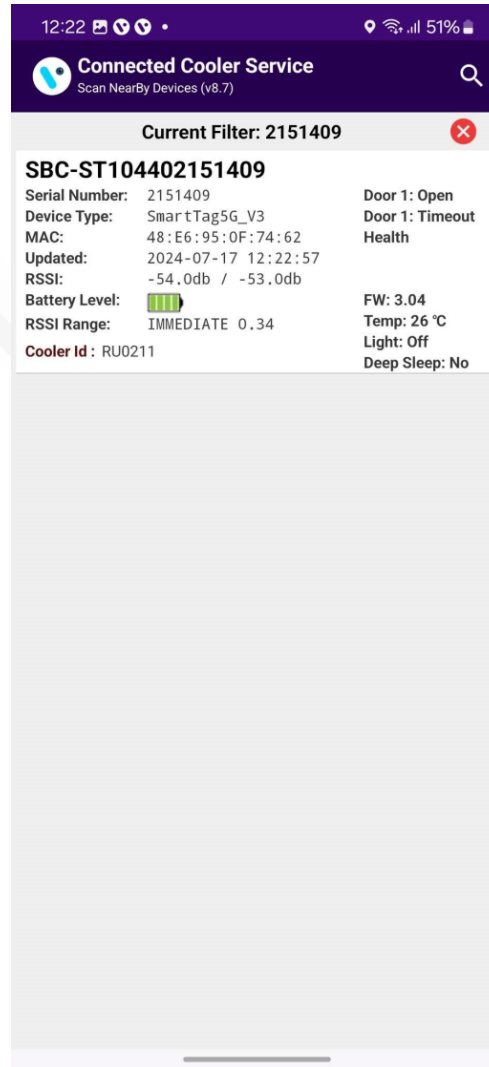 12:22
51%
Connected Cooler Service
Scan NearBy Devices (v8.7)
Current Filter: 2151409
SBC-ST104402151409
Serial Number: 2151409 Door 1: Open
Device Type: SmartTag5G_V3 Door 1: Timeout
MAC: 48:E6:95:0F:74:62 Health
Updated: 2024-07-17 12:22:57
RSSI: -54.0db / -53.0db
Battery Level: FW: 3.04
RSSI Range: IMMEDIATE 0.34 Temp: 26 ℃
Cooler Id : RU0211 Light: Off
Deep Sleep: No